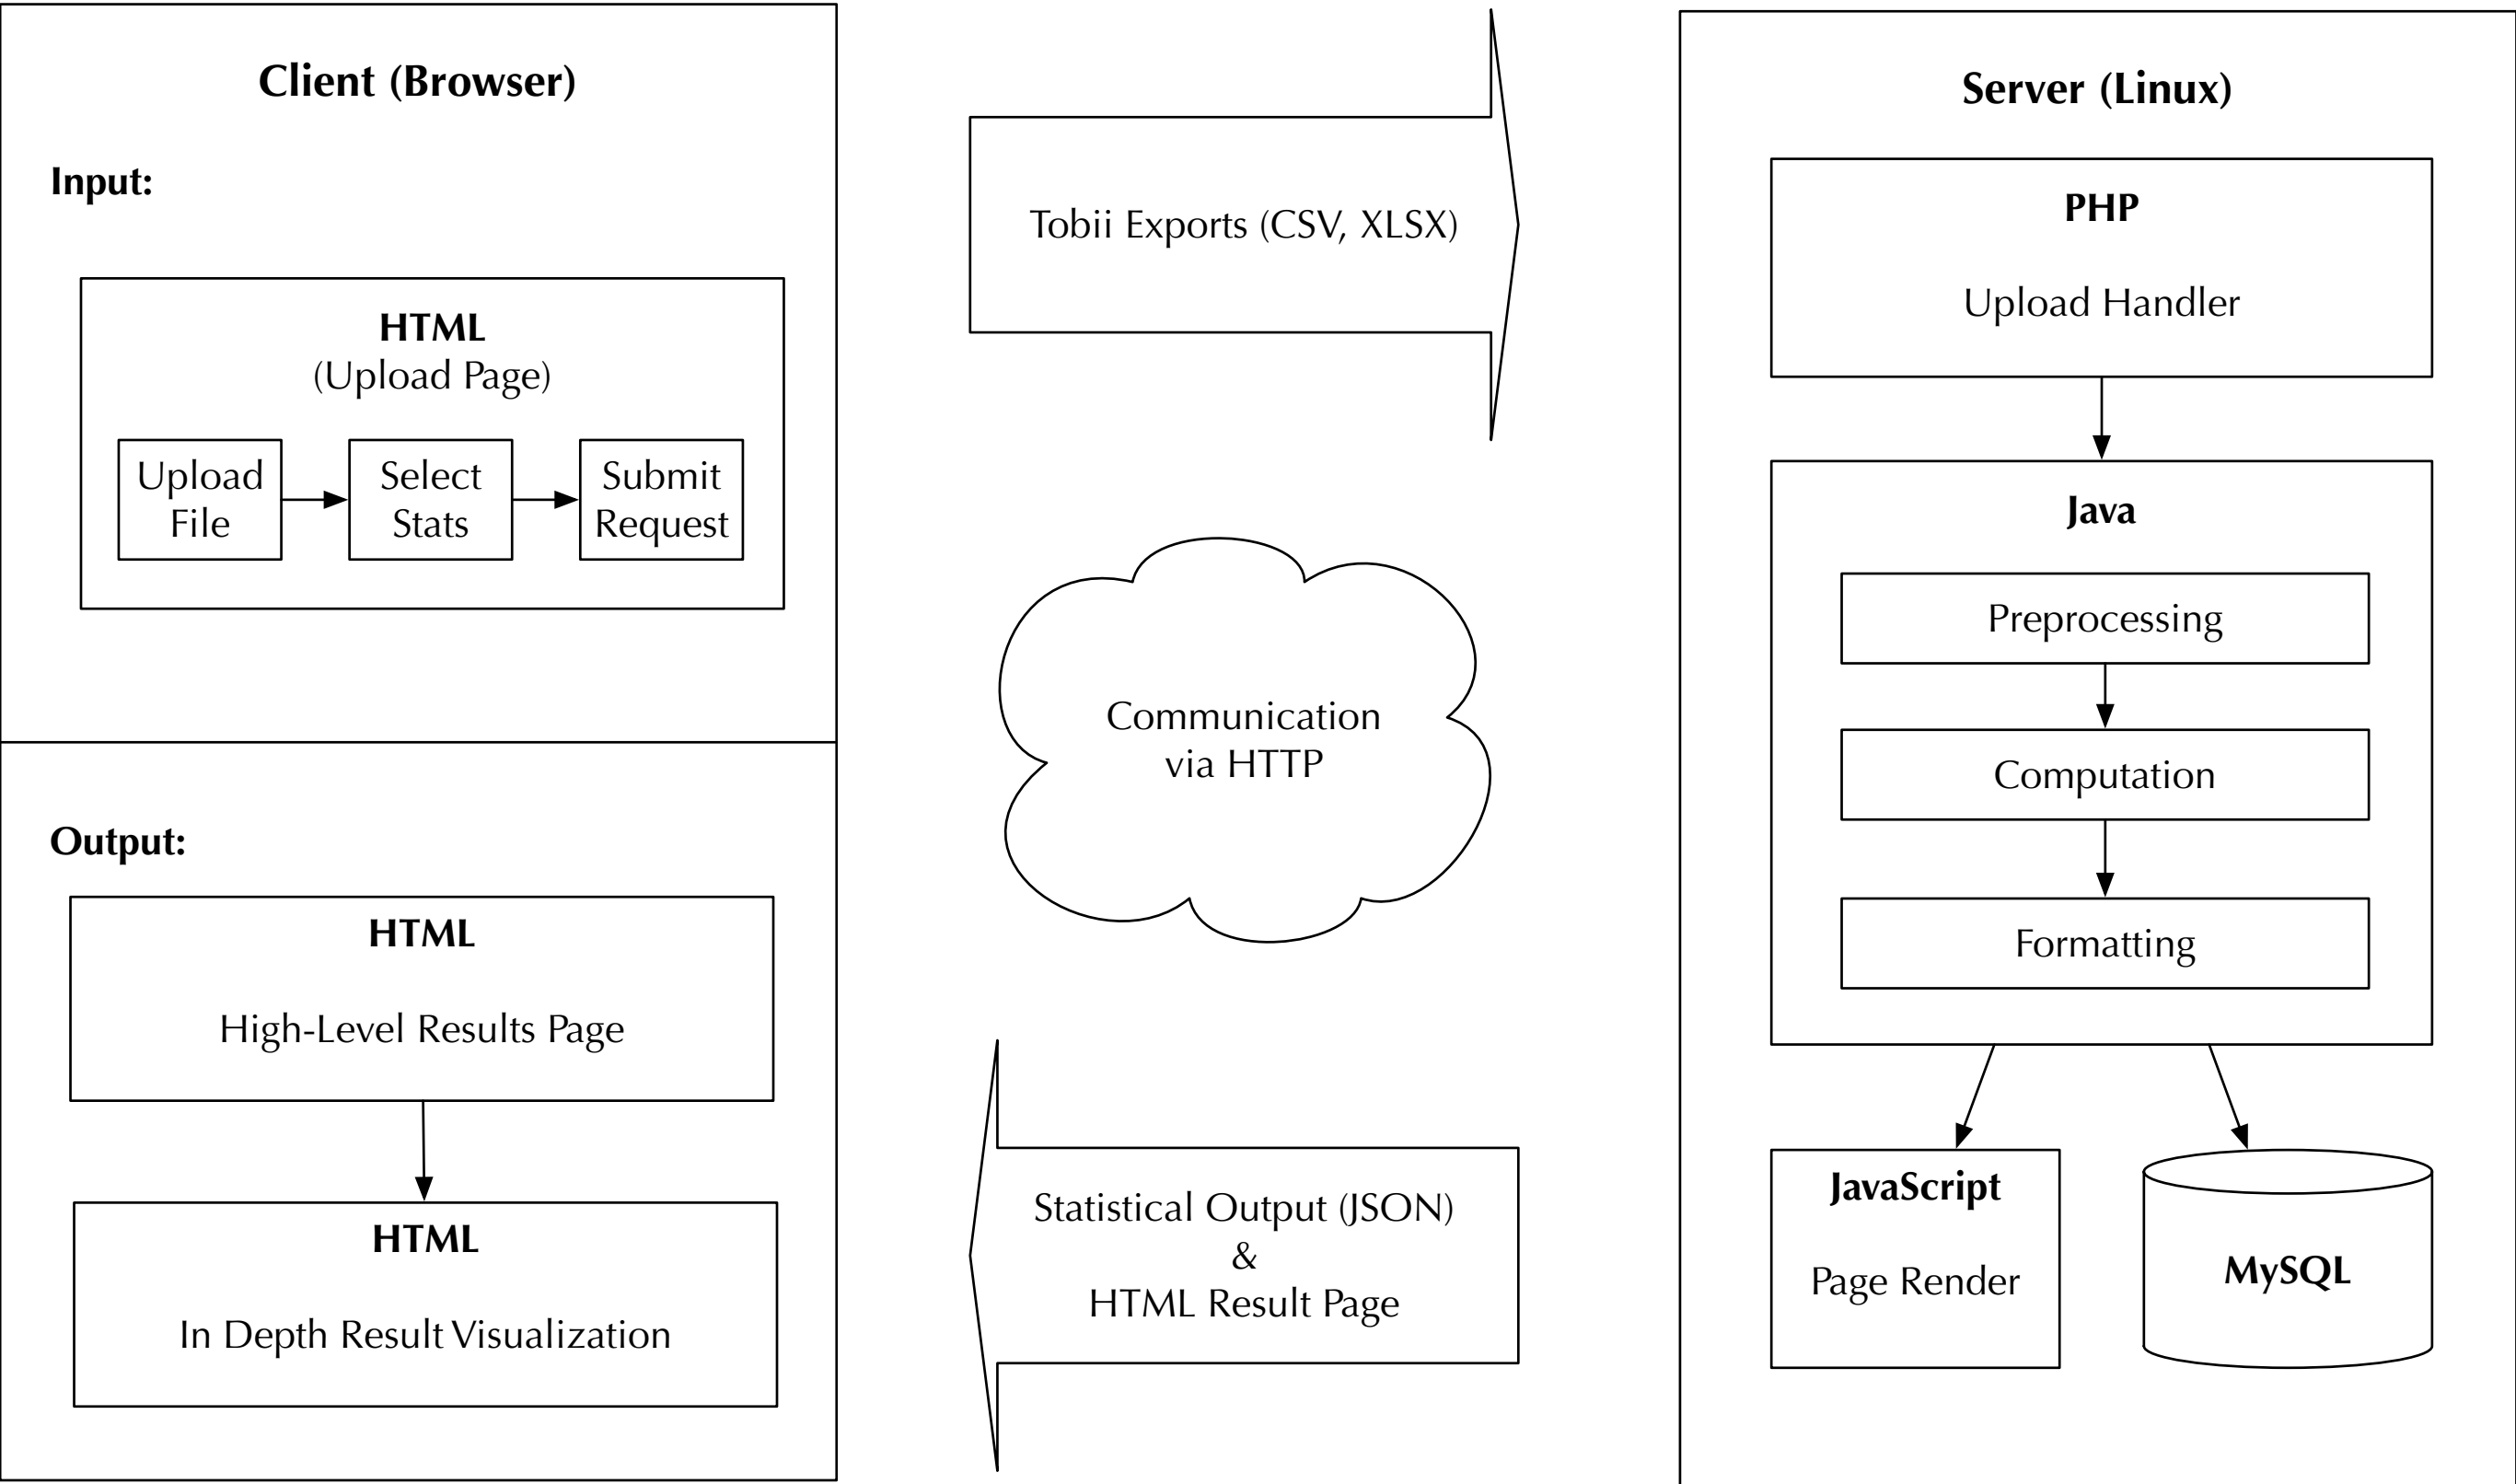 Client (Browser)
Input:
HTML
(Upload Page)
Upload
File
Select
Stats
Submit
Request
Output:
HTML
High-Level Results Page
HTML
In Depth Result Visualization
Tobii Exports (CSV, XLSX)
Communication
via HTTP
Statistical Output (JSON)
&
HTML Result Page
Server (Linux)
PHP
Upload Handler
Java
Preprocessing
Computation
Formatting
JavaScript
Page Render
MySQL